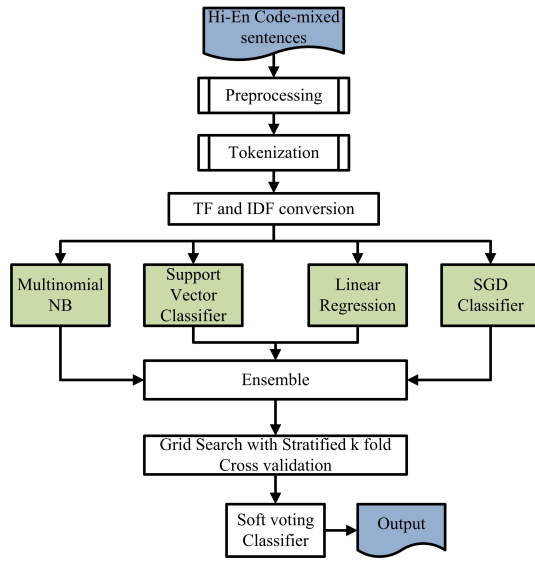 Hi-En Code-mixed
sentences
Preprocessing
Tokenization
TF and IDF conversion
Multinomial
NB
Support
Vector
Classifier
Linear
Regression
SGD
Classifier
Ensemble
Grid Search with Stratified k fold
Cross validation
Soft voting
Classifier
Output